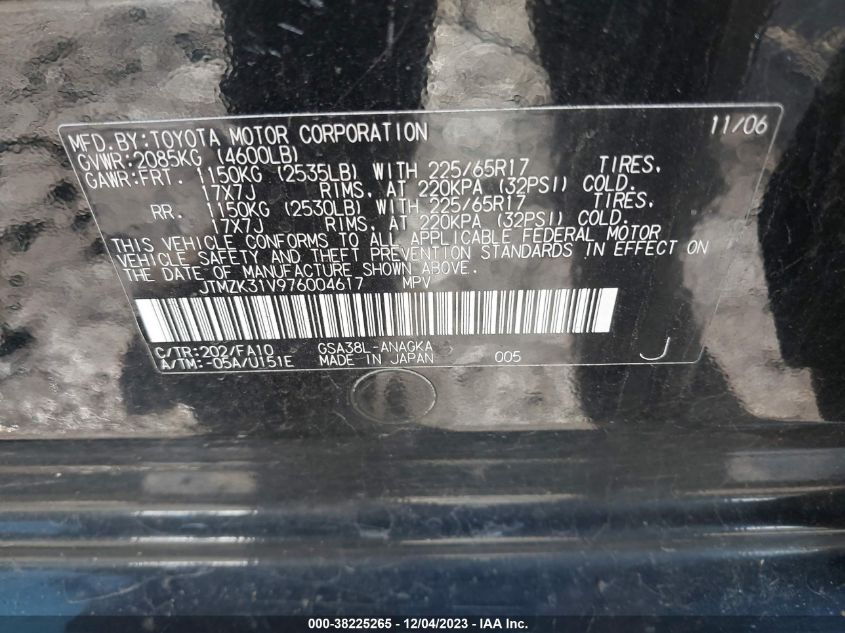 MFD.BY:TOYOTA MOTOR CORPORATION 11/06
GVWR:2085KG (4600LB)
GAWR:FRT. 1150KG (2535LB) WITH 225/65R17 TIRES,
17X7J RIMS, AT 220KPA (32PSI) COLD.
RR. 1150KG (2530LB) WITH 225/65R17 TIRES,
17X7J RIMS, AT 220KPA (32PSI) COLD.
THIS VEHICLE CONFORMS TO ALL APPLICABLE FEDERAL MOTOR
VEHICLE SAFETY AND THEFT PREVENTION STANDARDS IN EFFECT ON
THE DATE OF MANUFACTURE SHOWN ABOVE.
JTMZK31V976004617 MPV
C/TR:202/FA10 GSA38L-ANAGKA
A/TM:-05A/U151E MADE IN JAPAN 005 J
000-38225265 - 12/04/2023 - IAA Inc.